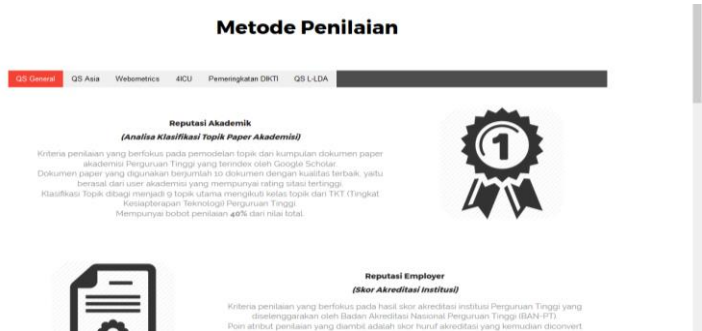 Metode Penilaian
QS General QS Asia Webometrics 4ICU Pemeringkatan DIKTI QS L-LDA
Reputasi Akademik
(Analisa Klasifikasi Topik Paper Akademisi)
Kriteria penilaian yang berfokus pada pemodelan topik dan kumpulan dokumen paper
akademisi Perguruan Tinggi yang terindex oleh Google Scholar.
Dokumen paper yang digunakan berjumlah 10 dokumen dengan kualitas terbaik, yaitu
berasal dari user akademisi yang mempunyai rating sitasi tertinggi.
Klasifikasi Topik dibagi menjadi 9 topik utama mengikuti kelas topik dari TKT (Tingkat
Kesiapterapan Teknologi) Perguruan Tinggi.
Mempunyai bobot penilaian 40% dari nilai total.
1
Reputasi Employer
(Skor Akreditasi Institusi)
Kriteria penilaian yang berfokus pada hasil skor akreditasi institusi Perguruan Tinggi yang
diselenggarakan oleh Badan Akreditasi Nasional Perguruan Tinggi (BAN-PT).
Poin atribut penilaian yang diambil adalah skor huruf akreditasi yang kemudian diconvert